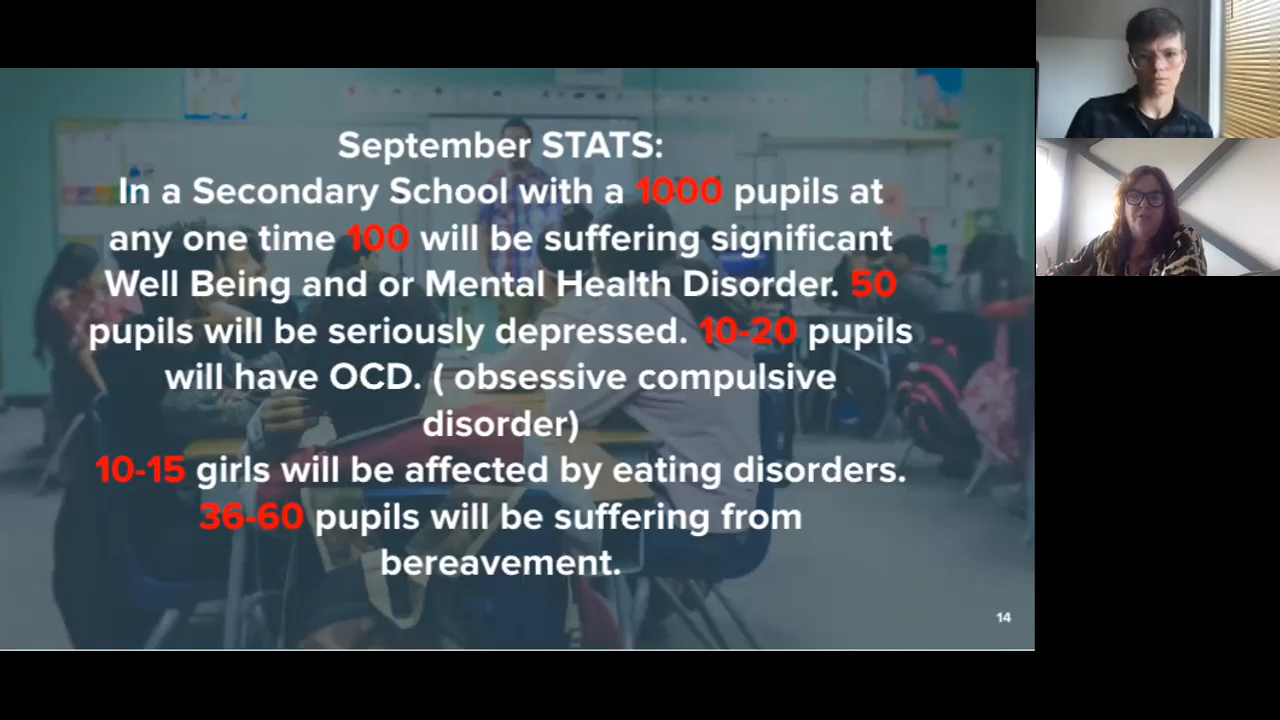 September STATS:
In a Secondary School with a 1000 pupils at
any one time 100 will be suffering significant
Well Being and or Mental Health Disorder. 50
pupils will be seriously depressed. 10-20 pupils
will have OCD. ( obsessive compulsive
disorder)
10-15 girls will be affected by eating disorders.
36-60 pupils will be suffering from
bereavement.
14